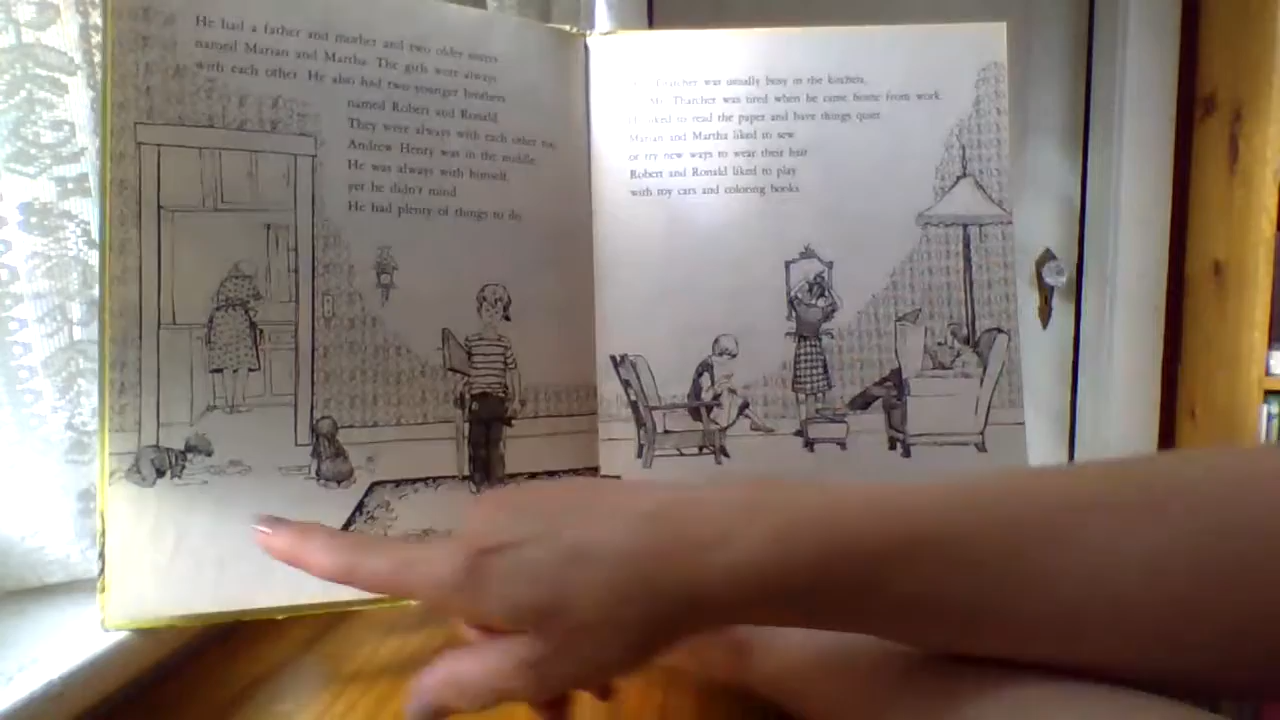 He had a father and mother and two older sisters
named Marian and Martha. The girls were always
with each other. He also had two younger brothers
named Robert and Ronald.
They were always with each other too.
Andrew Henry was in the middle.
He was always with himself,
yet he didn't mind.
He had plenty of things to do.
Thatcher was usually busy in the kitchen.
Mr. Thatcher was tired when he came home from work.
liked to read the paper and have things quiet.
Marian and Martha liked to sew
or try new ways to wear their hair.
Robert and Ronald liked to play
with toy cars and coloring books.